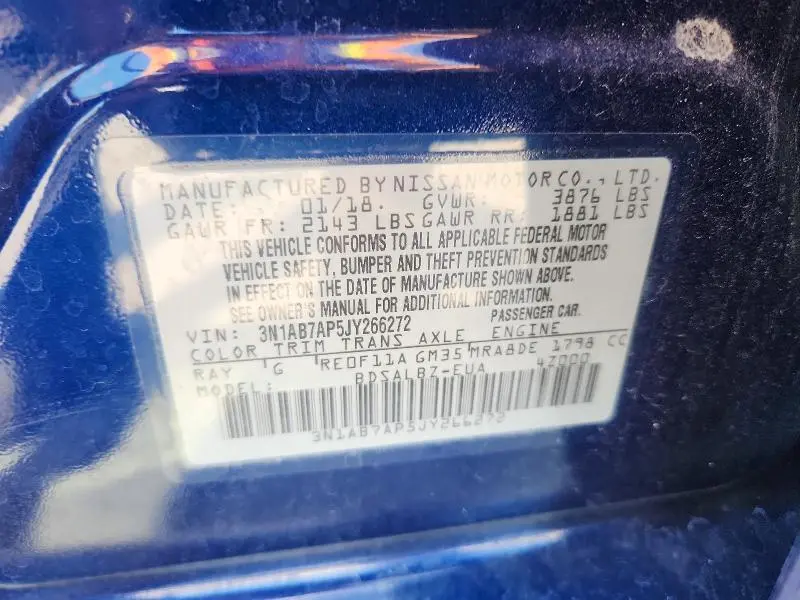 MANUFACTURED BY NISSAN MOTOR CO., LTD.
DATE: 01/18. GVWR: 3876 LBS
GAWR FR: 2143 LBS GAWR RR: 1881 LBS
THIS VEHICLE CONFORMS TO ALL APPLICABLE FEDERAL MOTOR
VEHICLE SAFETY, BUMPER AND THEFT PREVENTION STANDARDS
IN EFFECT ON THE DATE OF MANUFACTURE SHOWN ABOVE.
SEE OWNER'S MANUAL FOR ADDITIONAL INFORMATION.
VIN: 3N1AB7AP5JY266272 PASSENGER CAR.
COLOR TRIM TRANS AXLE ENGINE
RAY G RE0F11A GM35 MRA8DE 1798 CC
MODEL: BDSALBZ-EUA 4Z000
3N1AB7AP5JY266272